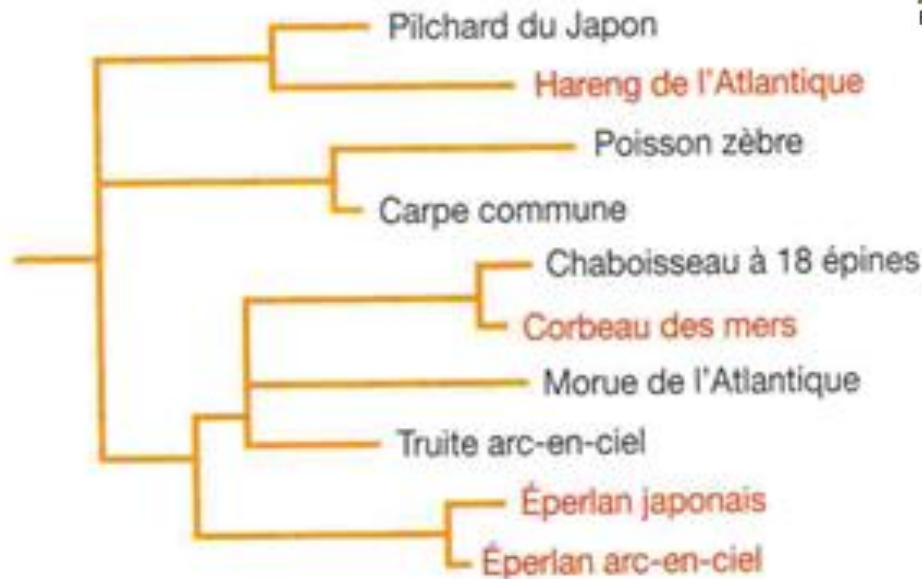 Pilchard du Japon
Hareng de l'Atlantique
Poisson zèbre
Carpe commune
Chaboisseau à 18 épines
Corbeau des mers
Morue de l'Atlantique
Truite arc-en-ciel
Éperlan japonais
Éperlan arc-en-ciel